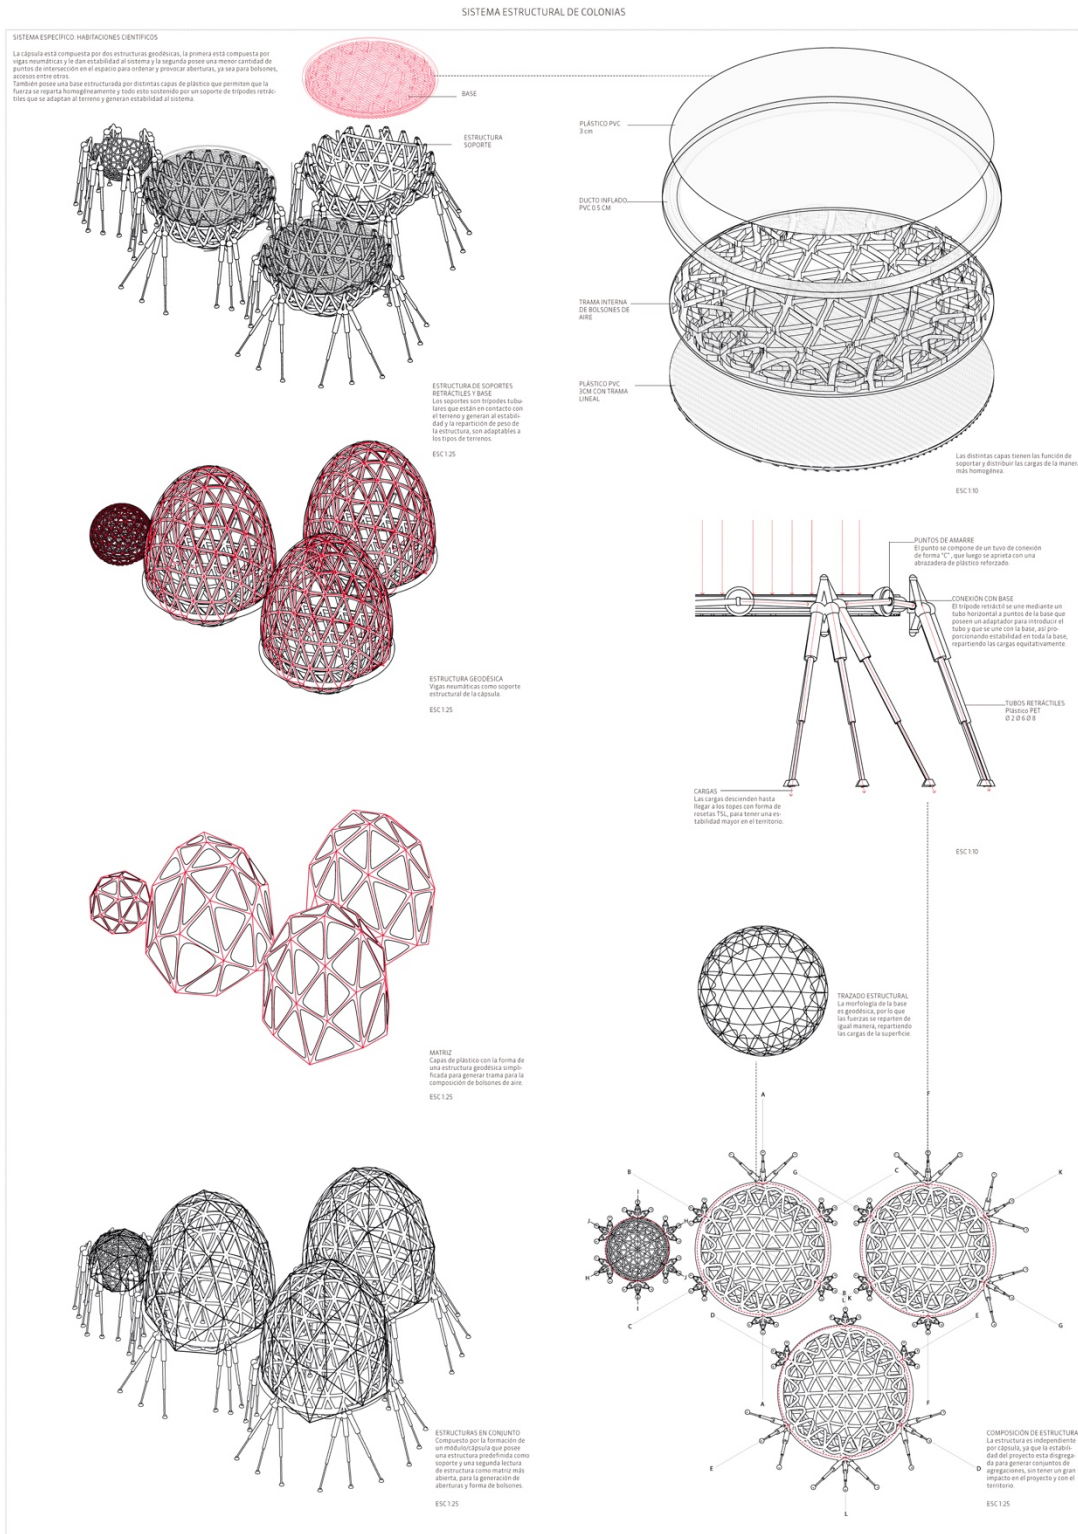 SISTEMA ESTRUCTURAL DE COLONIAS
SISTEMA ESPECÍFICO: HABITACIONES CIENTÍFICOS
La cápsula está compuesta por dos estructuras geodésicas, la primera está compuesta por
vigas neumáticas y le dan estabilidad al sistema y la segunda posee una menor cantidad de
puntos de intersección en el espacio para ordenar y provocar aberturas, ya sea para bolsones,
accesos entre otros.
También posee una base estructurada por distintas capas de plástico que permiten que la
fuerza se reparta homogéneamente y todo esto sostenido por un soporte de trípodes retrác-
tiles que se adaptan al terreno y generan estabilidad al sistema.
BASE
ESTRUCTURA
SOPORTE
ESTRUCTURA DE SOPORTES
RETRÁCTILES Y BASE
Los soportes son trípodes tubu-
lares que están en contacto con
el terreno y generan al estabili-
dad y la repartición de peso de
la estructura, son adaptables a
los tipos de terrenos.
ESC 1:25
PLÁSTICO PVC
3 cm
DUCTO INFLADO
PVC 0.5 CM
TRAMA INTERNA
DE BOLSONES DE
AIRE
PLÁSTICO PVC
3CM CON TRAMA
LINEAL
Las distintas capas tienen las función de
soportar y distribuir las cargas de la manera
más homogénea.
ESC 1:10
ESTRUCTURA GEODÉSICA
Vigas neumáticas como soporte
estructural de la cápsula.
ESC 1:25
PUNTOS DE AMARRE
El punto se compone de un tuvo de conexión
de forma "C", que luego se aprieta con una
abrazadera de plástico reforzado.
CONEXIÓN CON BASE
El trípode retráctil se une mediante un
tubo horizontal a puntos de la base que
poseen un adaptador para introducir el
tubo y que se une con la base, así pro-
porcionando estabilidad en toda la base,
repartiendo las cargas equitativamente.
TUBOS RETRÁCTILES
Plástico PET
Ø 2 Ø 6 Ø 8
CARGAS
Las cargas descienden hasta
llegar a los topes con forma de
rosetas TSL, para tener una es-
tabilidad mayor en el territorio.
ESC 1:10
MATRIZ
Capas de plástico con la forma de
una estructura geodésica simpli-
ficada para generar trama para la
composición de bolsones de aire.
ESC 1:25
TRAZADO ESTRUCTURAL
La morfología de la base
es geodésica, por lo que
las fuerzas se reparten de
igual manera, repartiendo
las cargas de la superficie.
A
F
B
G
C
K
I
J
H
H
J
I
C
D
B
L
K
E
G
A
F
E
D
L
ESTRUCTURAS EN CONJUNTO
Compuesto por la formación de
un módulo/cápsula que posee
una estructura predefinida como
soporte y una segunda lectura
de estructura como matriz más
abierta, para la generación de
aberturas y forma de bolsones.
ESC 1:25
COMPOSICIÓN DE ESTRUCTURA
La estructura es independiente
por cápsula, ya que la estabili-
dad del proyecto esta disgrega-
da para generar conjuntos de
agregaciones, sin tener un gran
impacto en el proyecto y con el
territorio.
ESC 1:25